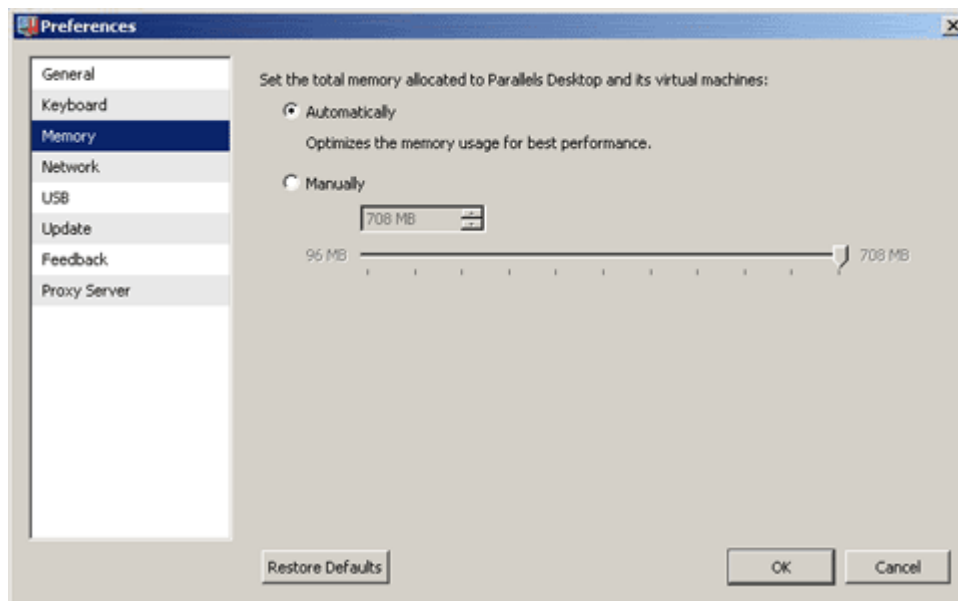 Preferences
General
Keyboard
Memory
Network
USB
Update
Feedback
Proxy Server
Set the total memory allocated to Parallels Desktop and its virtual machines:
Automatically
Optimizes the memory usage for best performance.
Manually
708 MB
96 MB 708 MB
Restore Defaults OK Cancel